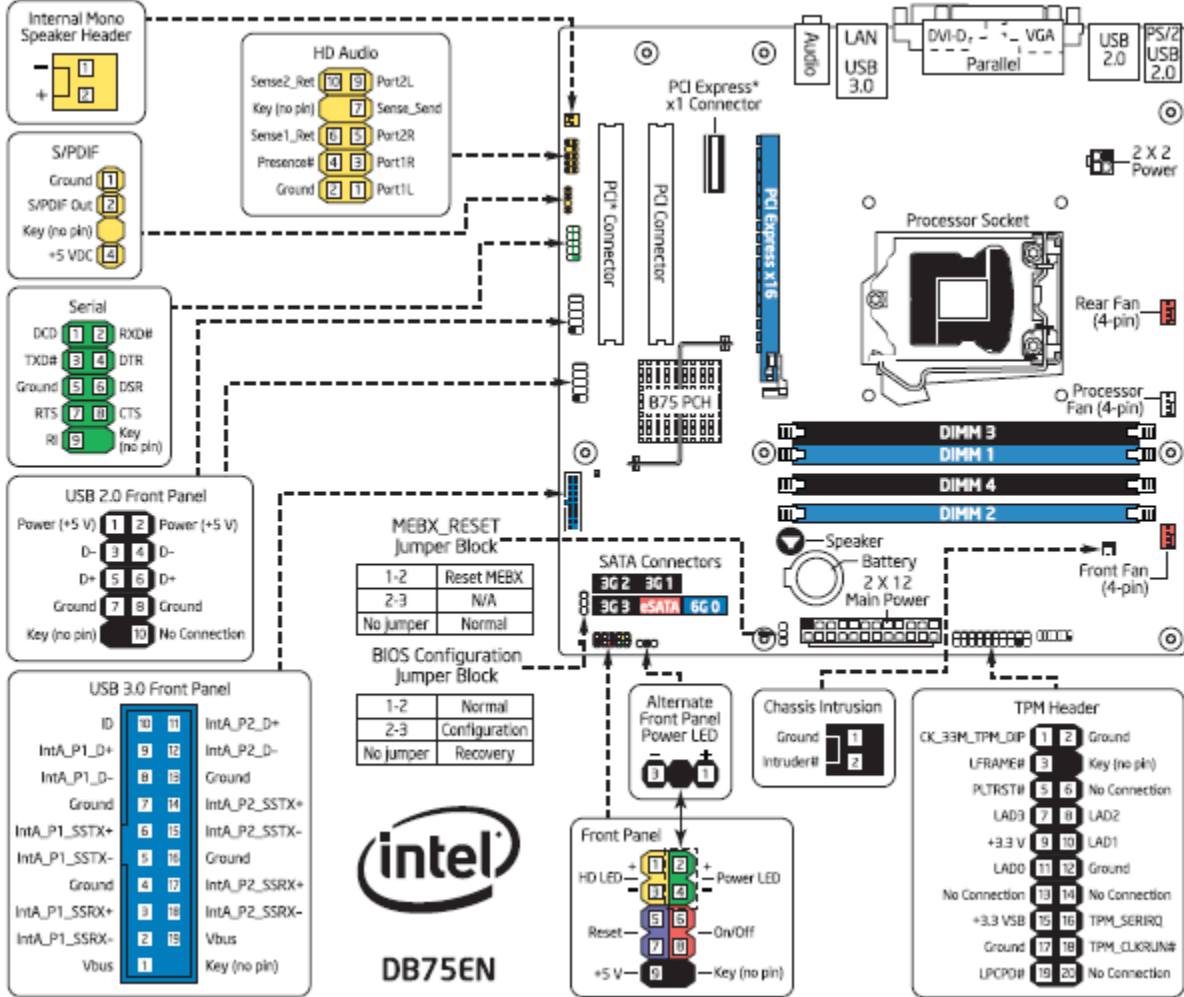 Internal Mono
Speaker Header
- 1
+ 2
HD Audio
Sense2_Ret 10 9 Port2L
Key (no pin) 7 Sense_Send
Sense1_Ret 6 5 Port2R
Presence# 4 3 Port1R
Ground 2 1 Port1L
S/PDIF
Ground 1
S/PDIF Out 2
Key (no pin)
+5 VDC 4
Serial
DCD 1 2 RXD#
TXD# 3 4 DTR
Ground 5 6 DSR
RTS 7 8 CTS
RI 9 Key
(no pin)
USB 2.0 Front Panel
Power (+5 V) 1 2 Power (+5 V)
D- 3 4 D-
D+ 5 6 D+
Ground 7 8 Ground
Key (no pin) 10 No Connection
USB 3.0 Front Panel
ID 10 11 IntA_P2_D+
IntA_P1_D+ 9 12 IntA_P2_D-
IntA_P1_D- 8 13 Ground
Ground 7 14 IntA_P2_SSTX+
IntA_P1_SSTX+ 6 15 IntA_P2_SSTX-
IntA_P1_SSTX- 5 16 Ground
Ground 4 17 IntA_P2_SSRX+
IntA_P1_SSRX+ 3 18 IntA_P2_SSRX-
IntA_P1_SSRX- 2 19 Vbus
Vbus 1 Key (no pin)
Audio
LAN
USB
3.0
DVI-D
VGA
Parallel
USB
2.0
PS/2
USB
2.0
PCI Express*
x1 Connector
PCI* Connector
PCI Connector
PCI Express x16
2 X 2
Power
Processor Socket
Rear Fan
(4-pin)
Processor
Fan (4-pin)
B75 PCH
DIMM 3
DIMM 1
DIMM 4
DIMM 2
Speaker
Battery
2 X 12
Main Power
Front Fan
(4-pin)
SATA Connectors
3G 2 3G 1
3G 3 eSATA 6G 0
MEBX_RESET
Jumper Block
1-2 Reset MEBX
2-3 N/A
No jumper Normal
BIOS Configuration
Jumper Block
1-2 Normal
2-3 Configuration
No jumper Recovery
intel
DB75EN
Alternate
Front Panel
Power LED
- +
3 1
Front Panel
+ 1 2 +
HD LED Power LED
- 3 4 -
5 6
Reset On/Off
7 8
+5 V 9 Key (no pin)
Chassis Intrusion
Ground 1
Intruder# 2
TPM Header
CK_33M_TPM_DIP 1 2 Ground
LFRAME# 3 Key (no pin)
PLTRST# 5 6 No Connection
LAD3 7 8 LAD2
+3.3 V 9 10 LAD1
LAD0 11 12 Ground
No Connection 13 14 No Connection
+3.3 VSB 15 16 TPM_SERIRQ
Ground 17 18 TPM_CLKRUN#
LPCPD# 19 20 No Connection